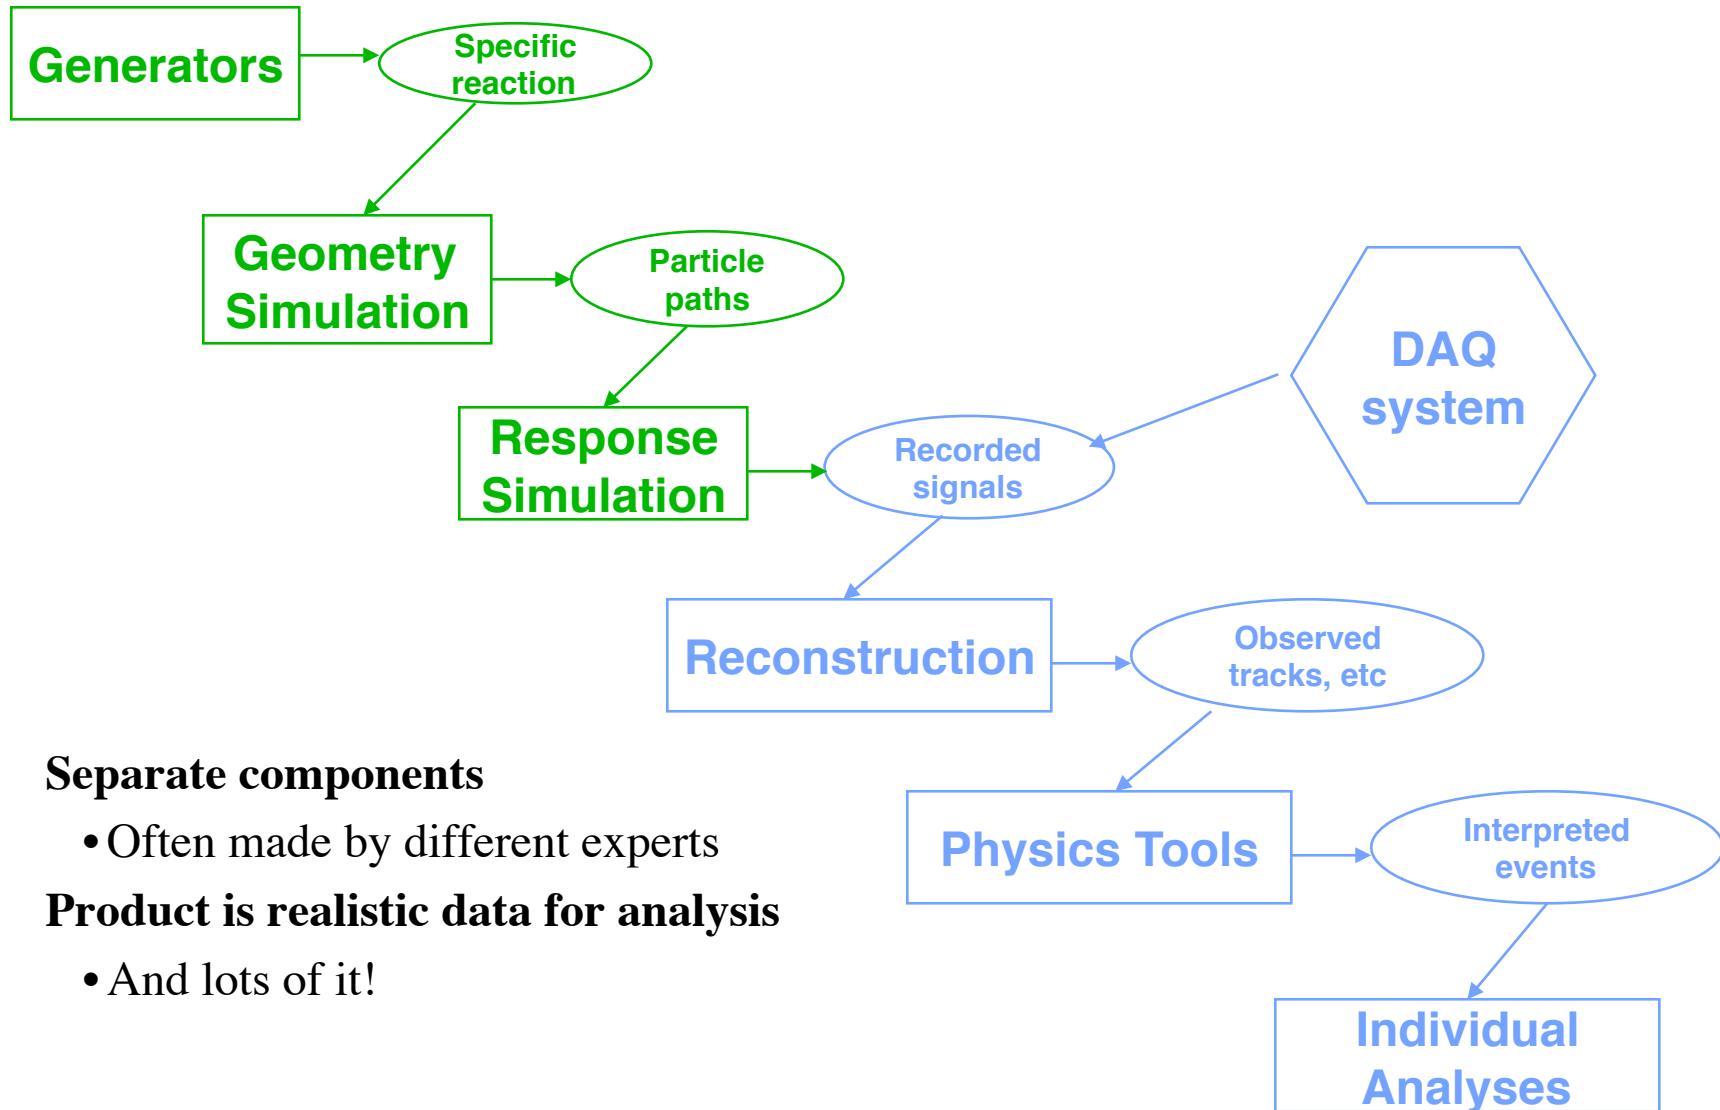 Generators
Specific
reaction
Geometry
Simulation
Particle
paths
DAQ
system
Response
Simulation
Recorded
signals
Reconstruction
Observed
tracks, etc
Separate components
• Often made by different experts
Product is realistic data for analysis
• And lots of it!
Physics Tools
Interpreted
events
Individual
Analyses